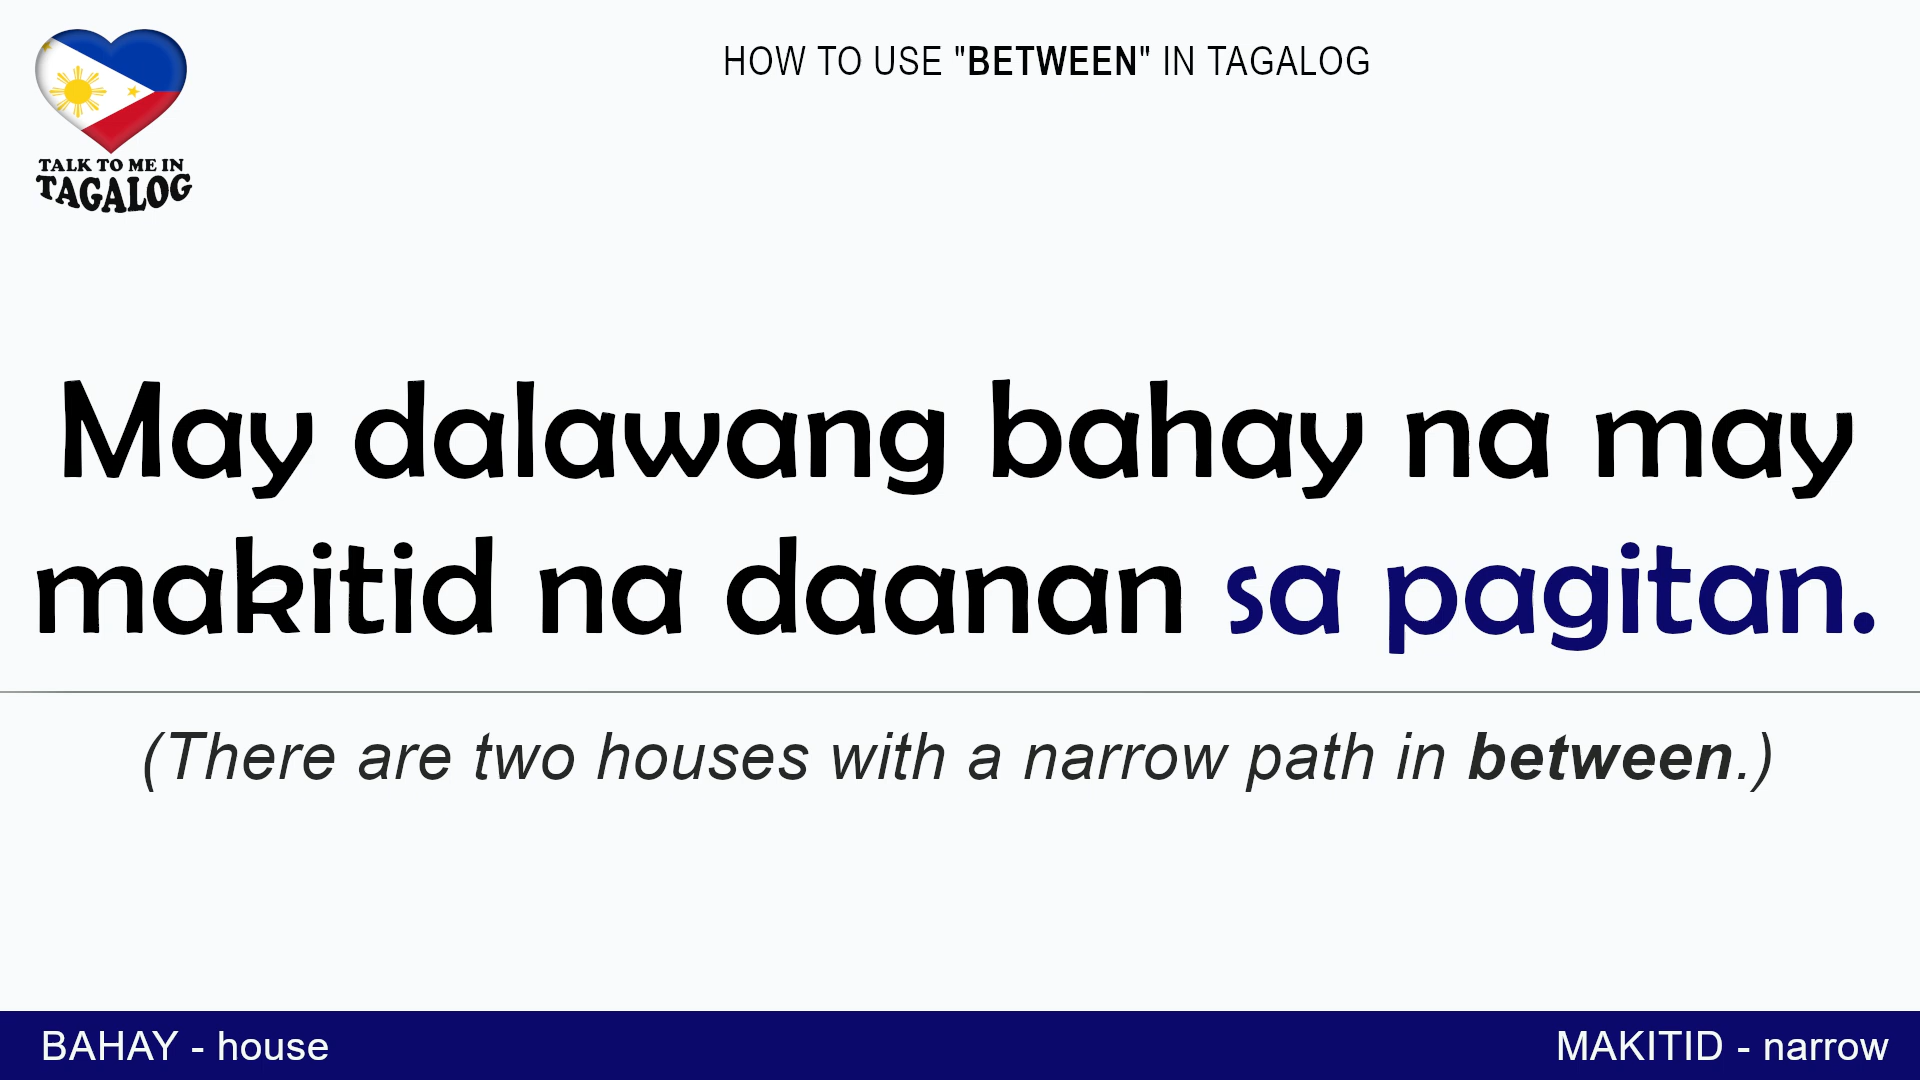 TALK TO ME IN
TAGALOG
HOW TO USE "BETWEEN" IN TAGALOG
May dalawang bahay na may
makitid na daanan sa pagitan.
(There are two houses with a narrow path in between.)
BAHAY - house
MAKITID - narrow